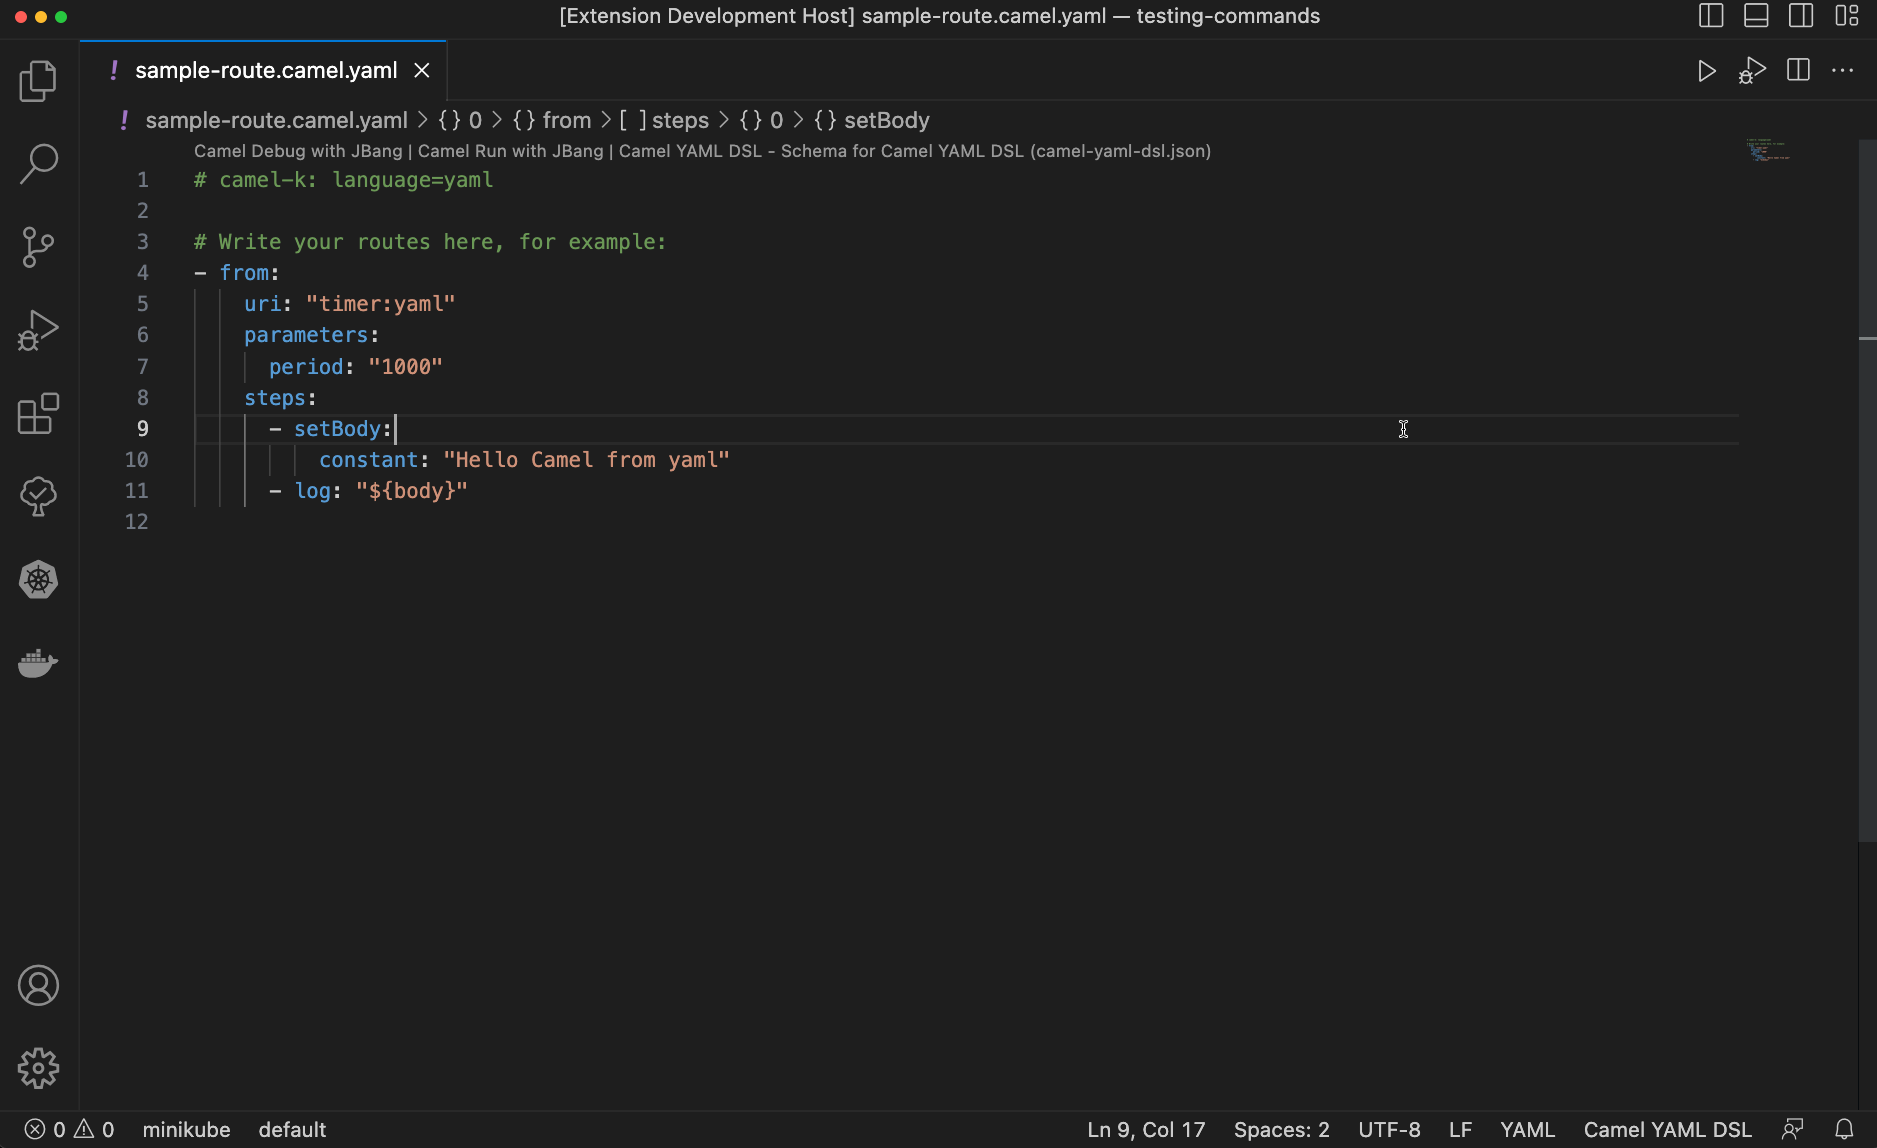 [Extension Development Host] sample-route.camel.yaml — testing-commands
! sample-route.camel.yaml
! sample-route.camel.yaml > {} 0 > {} from > [ ] steps > {} 0 > {} setBody
Camel Debug with JBang | Camel Run with JBang | Camel YAML DSL - Schema for Camel YAML DSL (camel-yaml-dsl.json)
1 # camel-k: language=yaml
2
3 # Write your routes here, for example:
4 - from:
5     uri: "timer:yaml"
6     parameters:
7       period: "1000"
8     steps:
9       - setBody:
10           constant: "Hello Camel from yaml"
11       - log: "${body}"
12
0 0 minikube default Ln 9, Col 17 Spaces: 2 UTF-8 LF YAML Camel YAML DSL